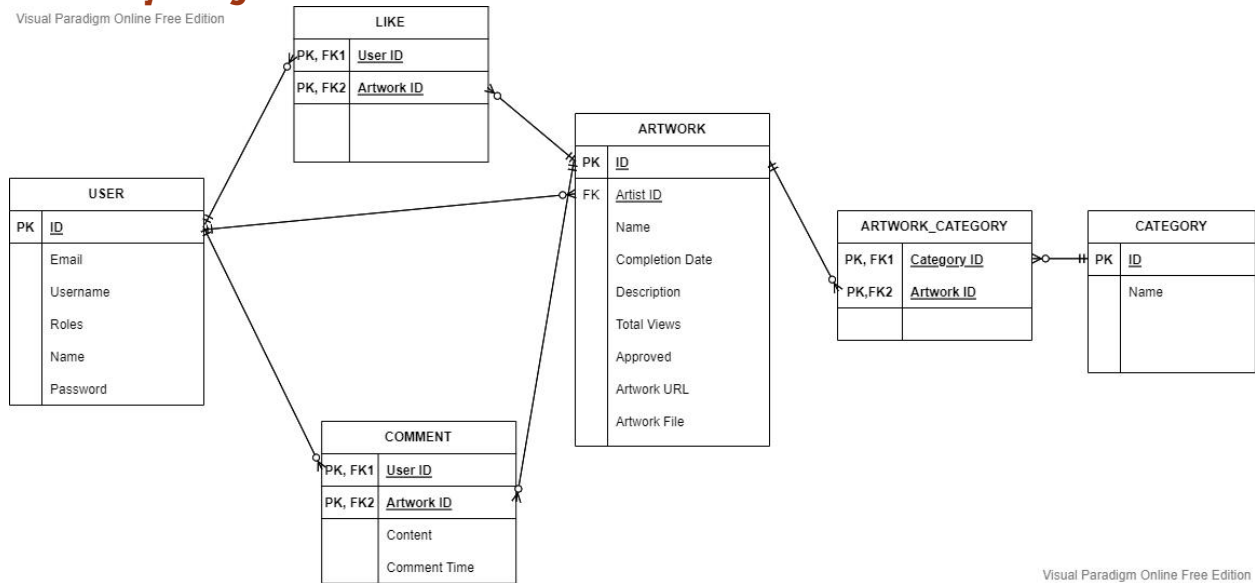 Visual Paradigm Online Free Edition
LIKE
PK, FK1 User ID
PK, FK2 Artwork ID
ARTWORK
PK ID
FK Artist ID
Name
Completion Date
Description
Total Views
Approved
Artwork URL
Artwork File
USER
PK ID
Email
Username
Roles
Name
Password
ARTWORK_CATEGORY
PK, FK1 Category ID
PK,FK2 Artwork ID
CATEGORY
PK ID
Name
COMMENT
PK, FK1 User ID
PK, FK2 Artwork ID
Content
Comment Time
Visual Paradigm Online Free Edition